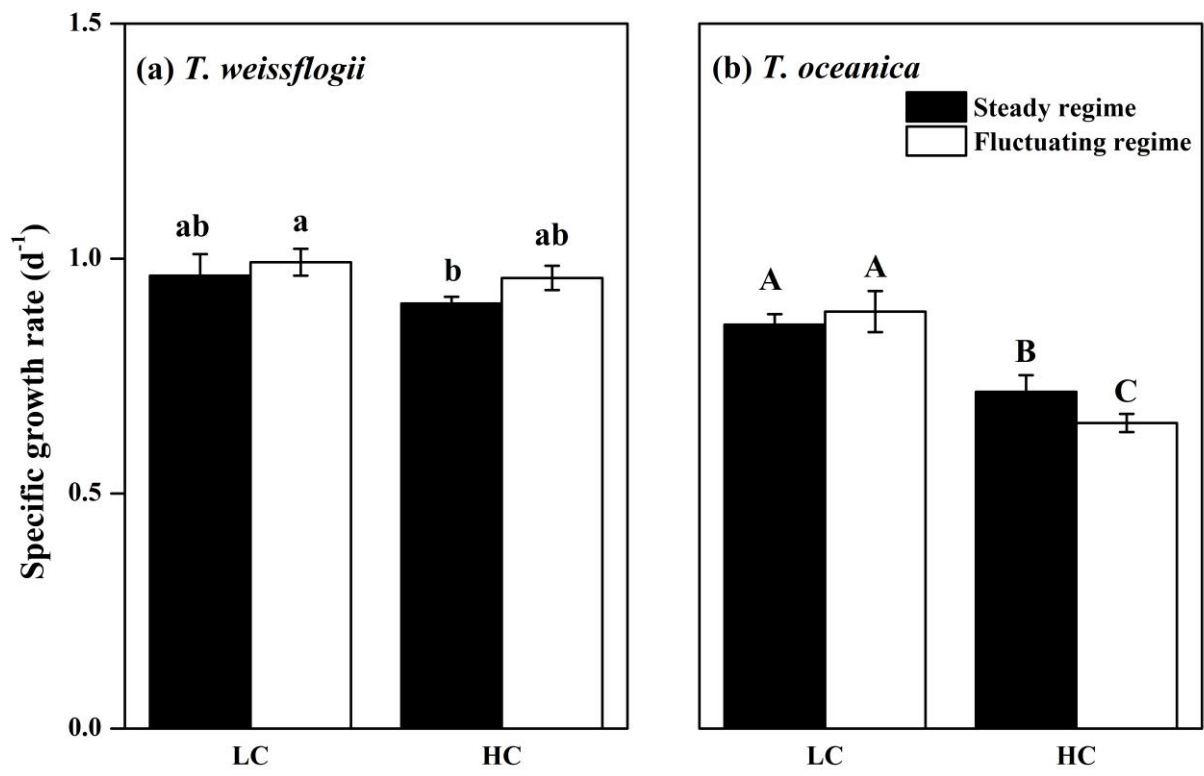 1.5
(a) T. weissflogii
(b) T. oceanica
Steady regime
Fluctuating regime
ab
a
b
ab
A
A
B
C
1.0
0.5
0.0
Specific growth rate (d⁻¹)
LC
HC
LC
HC